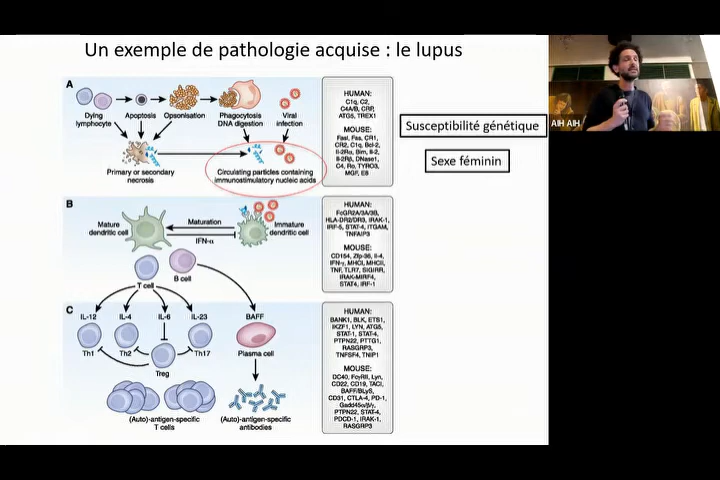 Un exemple de pathologie acquise : le lupus
A
Dying
lymphocyte
Apoptosis
Opsonisation
Phagocytosis
DNA digestion
Viral
infection
Primary or secondary
necrosis
Circulating particles containing
immunostimulatory nucleic acids
HUMAN:
C1q, C2,
C4A/B, CRP,
ATG5, TREX1
MOUSE:
Fasl, Fas, CR1,
CR2, C1q, Bcl-2,
Il-2Rα, Bim, Il-2,
Il-2Rβ, DNase1,
C4, Ro, TYRO3,
MGF, E8
Susceptibilité génétique
Sexe féminin
AIH AIH
B
Mature
dendritic cell
Maturation
IFN-α
Immature
dendritic cell
T cell
B cell
HUMAN:
FcGR2A/3A/3B,
HLA-DR2/DR3, IRAK-1,
IRF-5, STAT-4, ITGAM,
TNFAIP3
MOUSE:
CD154, Zfp-36, Il-4,
IFN-γ, MHCI, MHCII,
TNF, TLR7, SIGIRR,
IRAK-M/IRF4,
STAT4, IRF-1
C
IL-12
IL-4
IL-6
IL-23
BAFF
Th1
Th2
Th17
Treg
Plasma cell
(Auto)-antigen-specific
T cells
(Auto)-antigen-specific
antibodies
HUMAN:
BANK1, BLK, ETS1,
IKZF1, LYN, ATG5,
STAT-1, STAT-4,
PTPN22, PTTG1,
RASGRP3,
TNFSF4, TNIP1
MOUSE:
DC40, FcγRII, Lyn,
CD22, CD19, TACI,
BAFF/BLyS,
CD31, CTLA-4, PD-1,
Gadd45α/β/γ,
PTPN22, STAT-4,
PDCD-1, IRAK-1,
RASGRP3